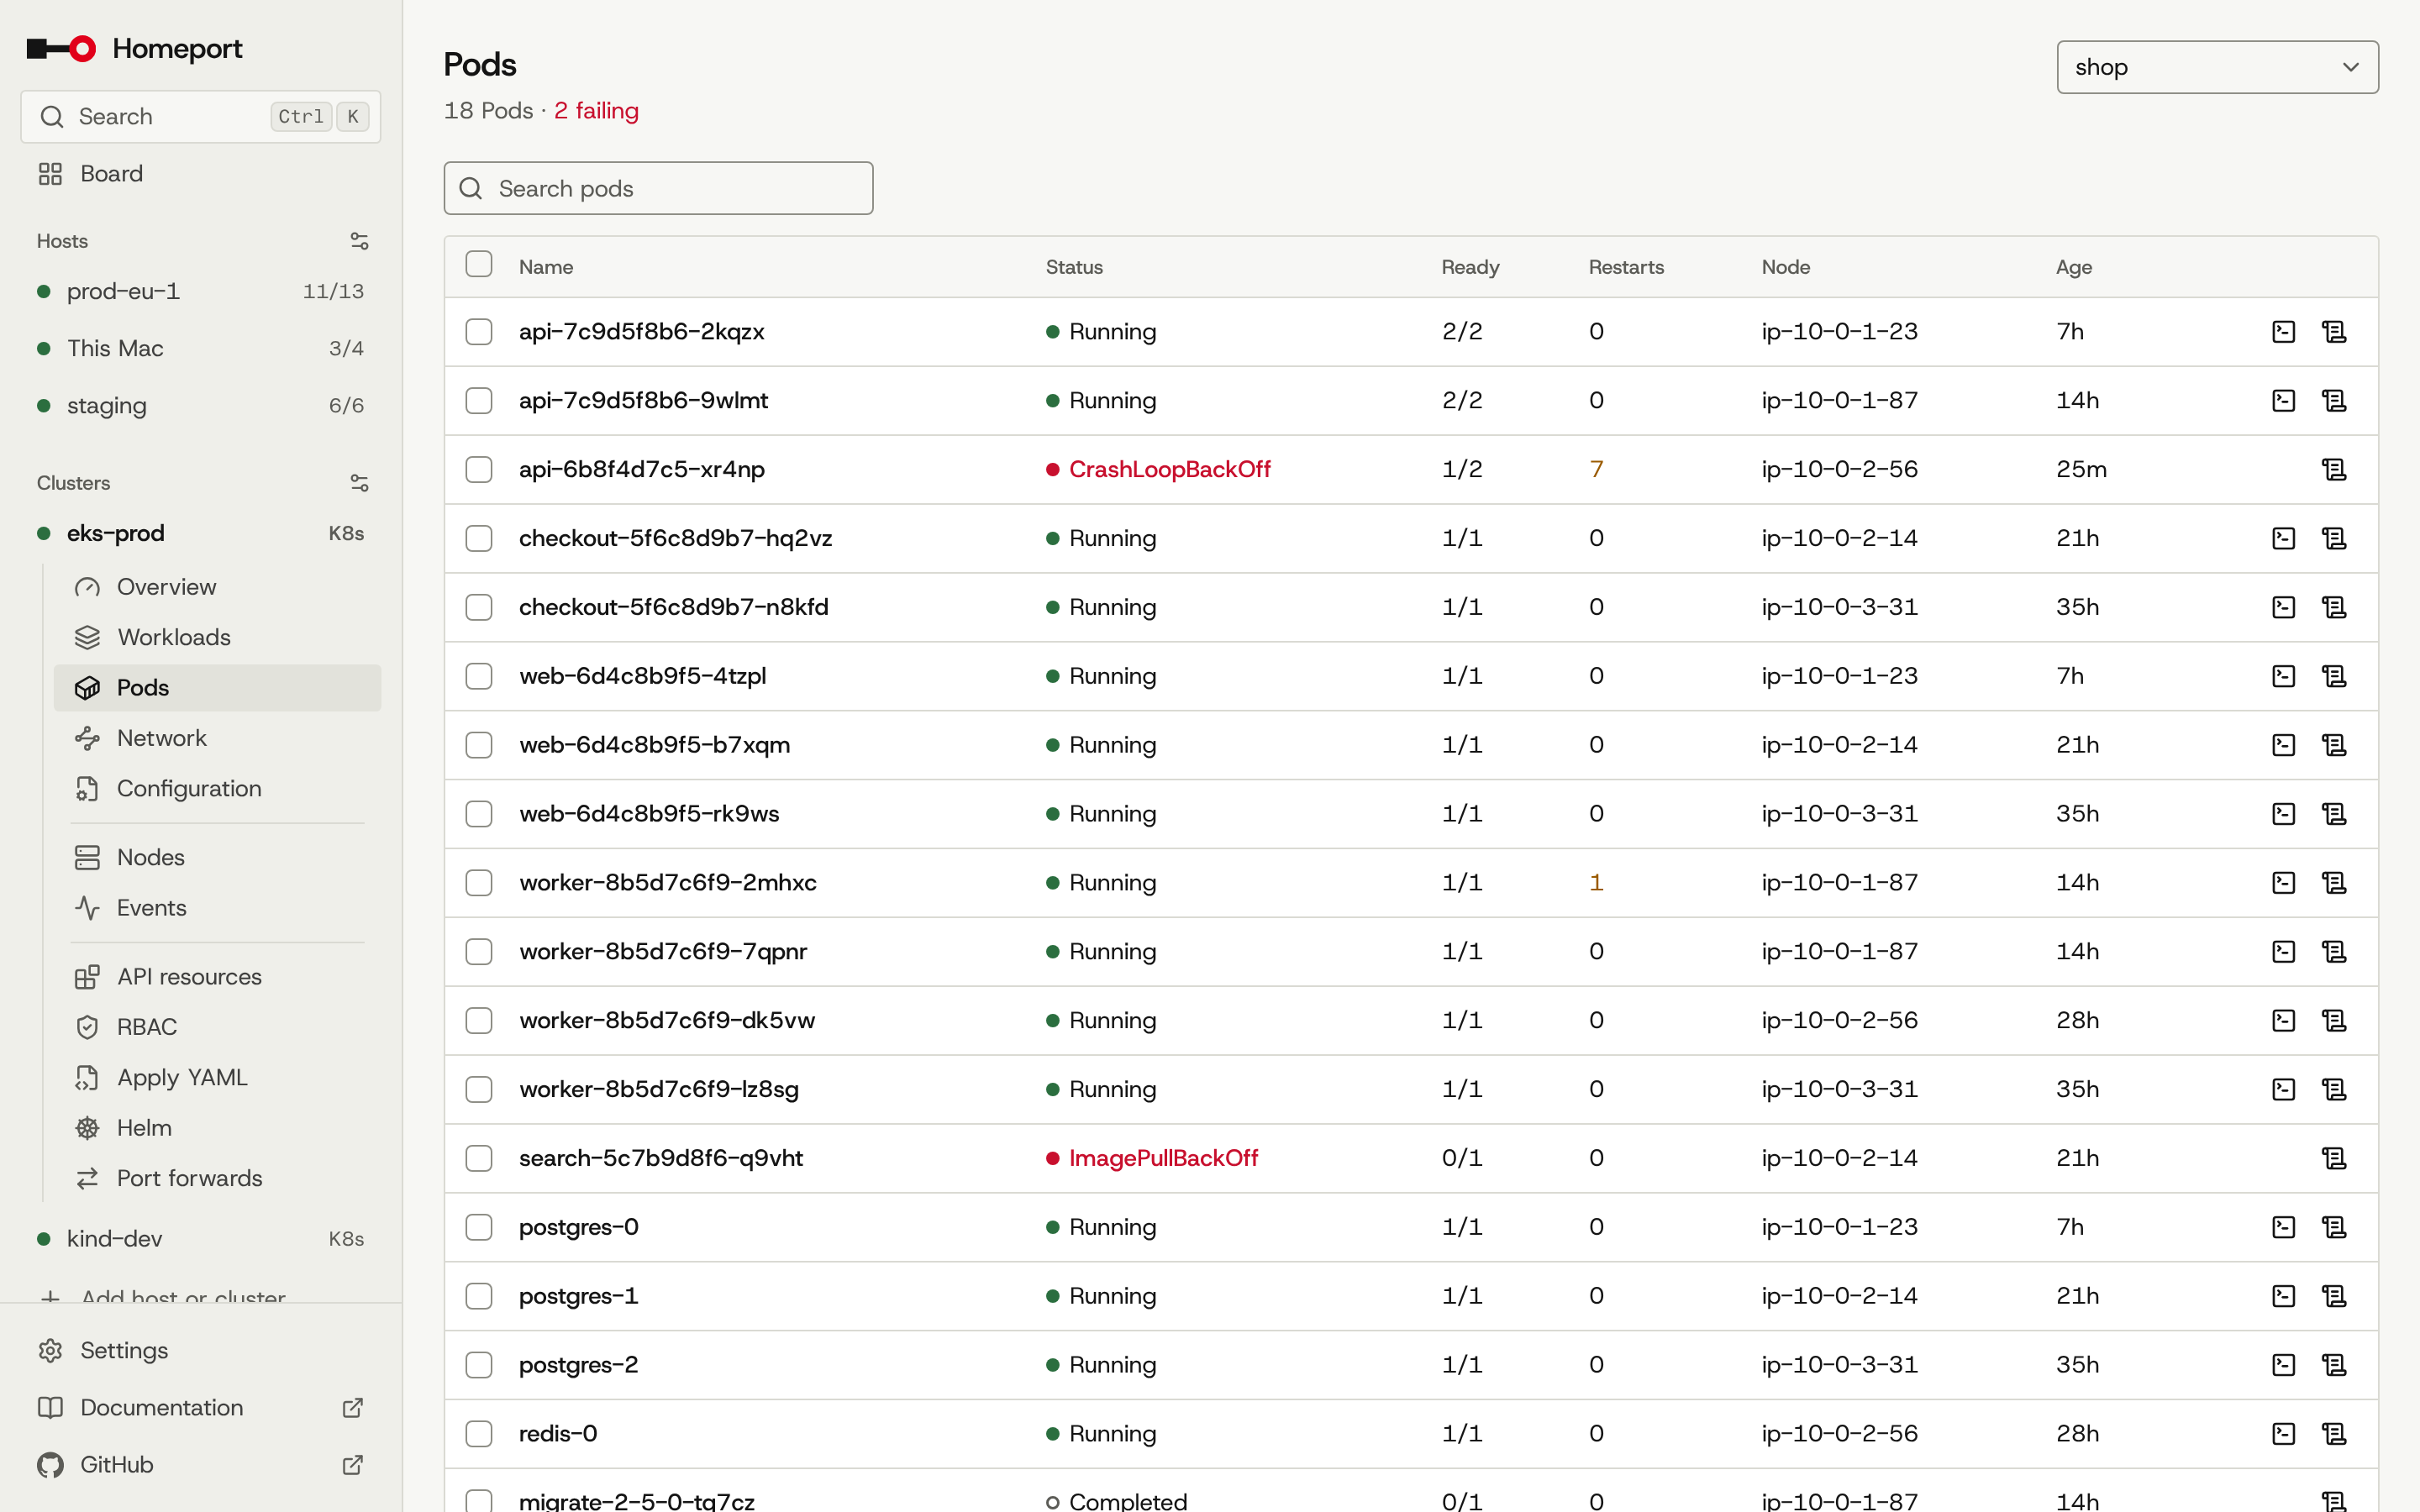 Homeport
Search Ctrl K
Board
Hosts
prod-eu-1 11/13
This Mac 3/4
staging 6/6
Clusters
eks-prod K8s
Overview
Workloads
Pods
Network
Configuration
Nodes
Events
API resources
RBAC
Apply YAML
Helm
Port forwards
kind-dev K8s
Add host or cluster
Settings
Documentation
GitHub
Pods
18 Pods · 2 failing
shop
Search pods
Name Status Ready Restarts Node Age
api-7c9d5f8b6-2kqzx Running 2/2 0 ip-10-0-1-23 7h
api-7c9d5f8b6-9wlmt Running 2/2 0 ip-10-0-1-87 14h
api-6b8f4d7c5-xr4np CrashLoopBackOff 1/2 7 ip-10-0-2-56 25m
checkout-5f6c8d9b7-hq2vz Running 1/1 0 ip-10-0-2-14 21h
checkout-5f6c8d9b7-n8kfd Running 1/1 0 ip-10-0-3-31 35h
web-6d4c8b9f5-4tzpl Running 1/1 0 ip-10-0-1-23 7h
web-6d4c8b9f5-b7xqm Running 1/1 0 ip-10-0-2-14 21h
web-6d4c8b9f5-rk9ws Running 1/1 0 ip-10-0-3-31 35h
worker-8b5d7c6f9-2mhxc Running 1/1 1 ip-10-0-1-87 14h
worker-8b5d7c6f9-7qpnr Running 1/1 0 ip-10-0-1-87 14h
worker-8b5d7c6f9-dk5vw Running 1/1 0 ip-10-0-2-56 28h
worker-8b5d7c6f9-lz8sg Running 1/1 0 ip-10-0-3-31 35h
search-5c7b9d8f6-q9vht ImagePullBackOff 0/1 0 ip-10-0-2-14 21h
postgres-0 Running 1/1 0 ip-10-0-1-23 7h
postgres-1 Running 1/1 0 ip-10-0-2-14 21h
postgres-2 Running 1/1 0 ip-10-0-3-31 35h
redis-0 Running 1/1 0 ip-10-0-2-56 28h
migrate-2-5-0-tq7cz Completed 0/1 0 ip-10-0-1-87 14h